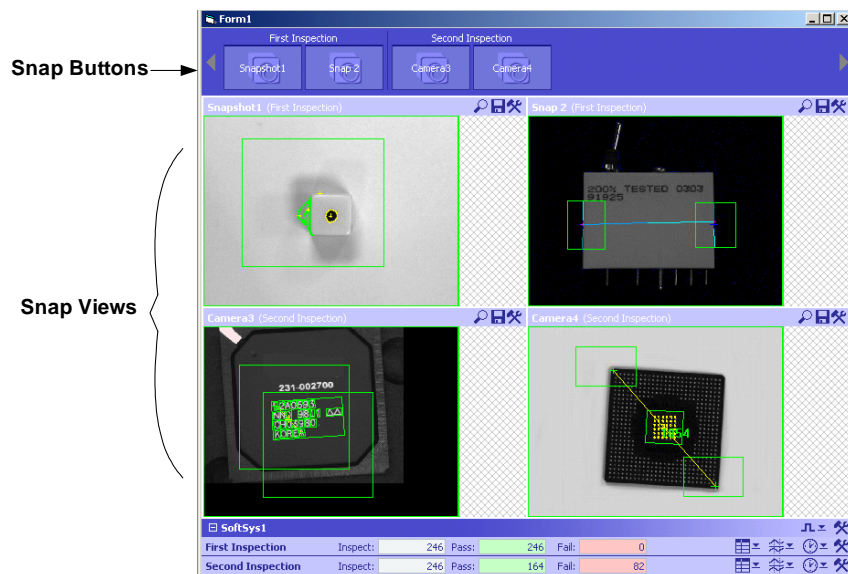 Form1
Snap Buttons
First Inspection
Second Inspection
Snapshot1
Snap 2
Camera3
Camera4
Snap Views
Snapshot1 (First Inspection)
Snap 2 (First Inspection)
200% TESTED 0303
91925
Camera3 (Second Inspection)
Camera4 (Second Inspection)
231-002700
KOREA
SoftSys1
First Inspection Inspect: 246 Pass: 246 Fail: 0
Second Inspection Inspect: 246 Pass: 164 Fail: 82